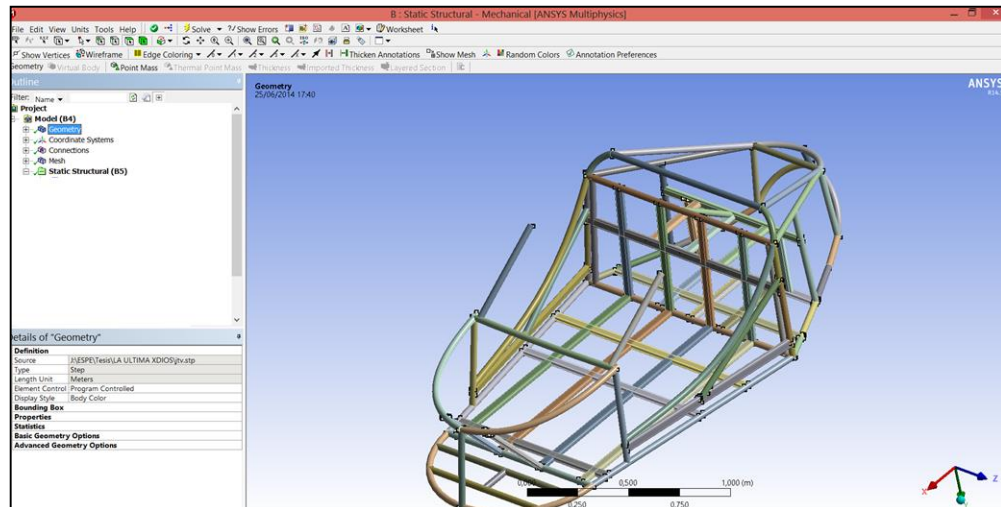 B : Static Structural - Mechanical [ANSYS Multiphysics]
File Edit View Units Tools Help Solve ?/Show Errors Worksheet
Show Vertices Wireframe Edge Coloring Thicken Annotations Show Mesh Random Colors Annotation Preferences
Geometry Virtual Body Point Mass Thermal Point Mass Thickness Imported Thickness Layered Section
Outline
Filter: Name
Project
Model (B4)
Geometry
Coordinate Systems
Connections
Mesh
Static Structural (B5)
Details of "Geometry"
Definition
Source J:\ESPE\Tesis\LA ULTIMA XDIOS\jtv.stp
Type Step
Length Unit Meters
Element Control Program Controlled
Display Style Body Color
Bounding Box
Properties
Statistics
Basic Geometry Options
Advanced Geometry Options
Geometry
25/06/2014 17:40
ANSYS
0,000 0,500 1,000 (m)
0,250 0,750
X
Y
Z